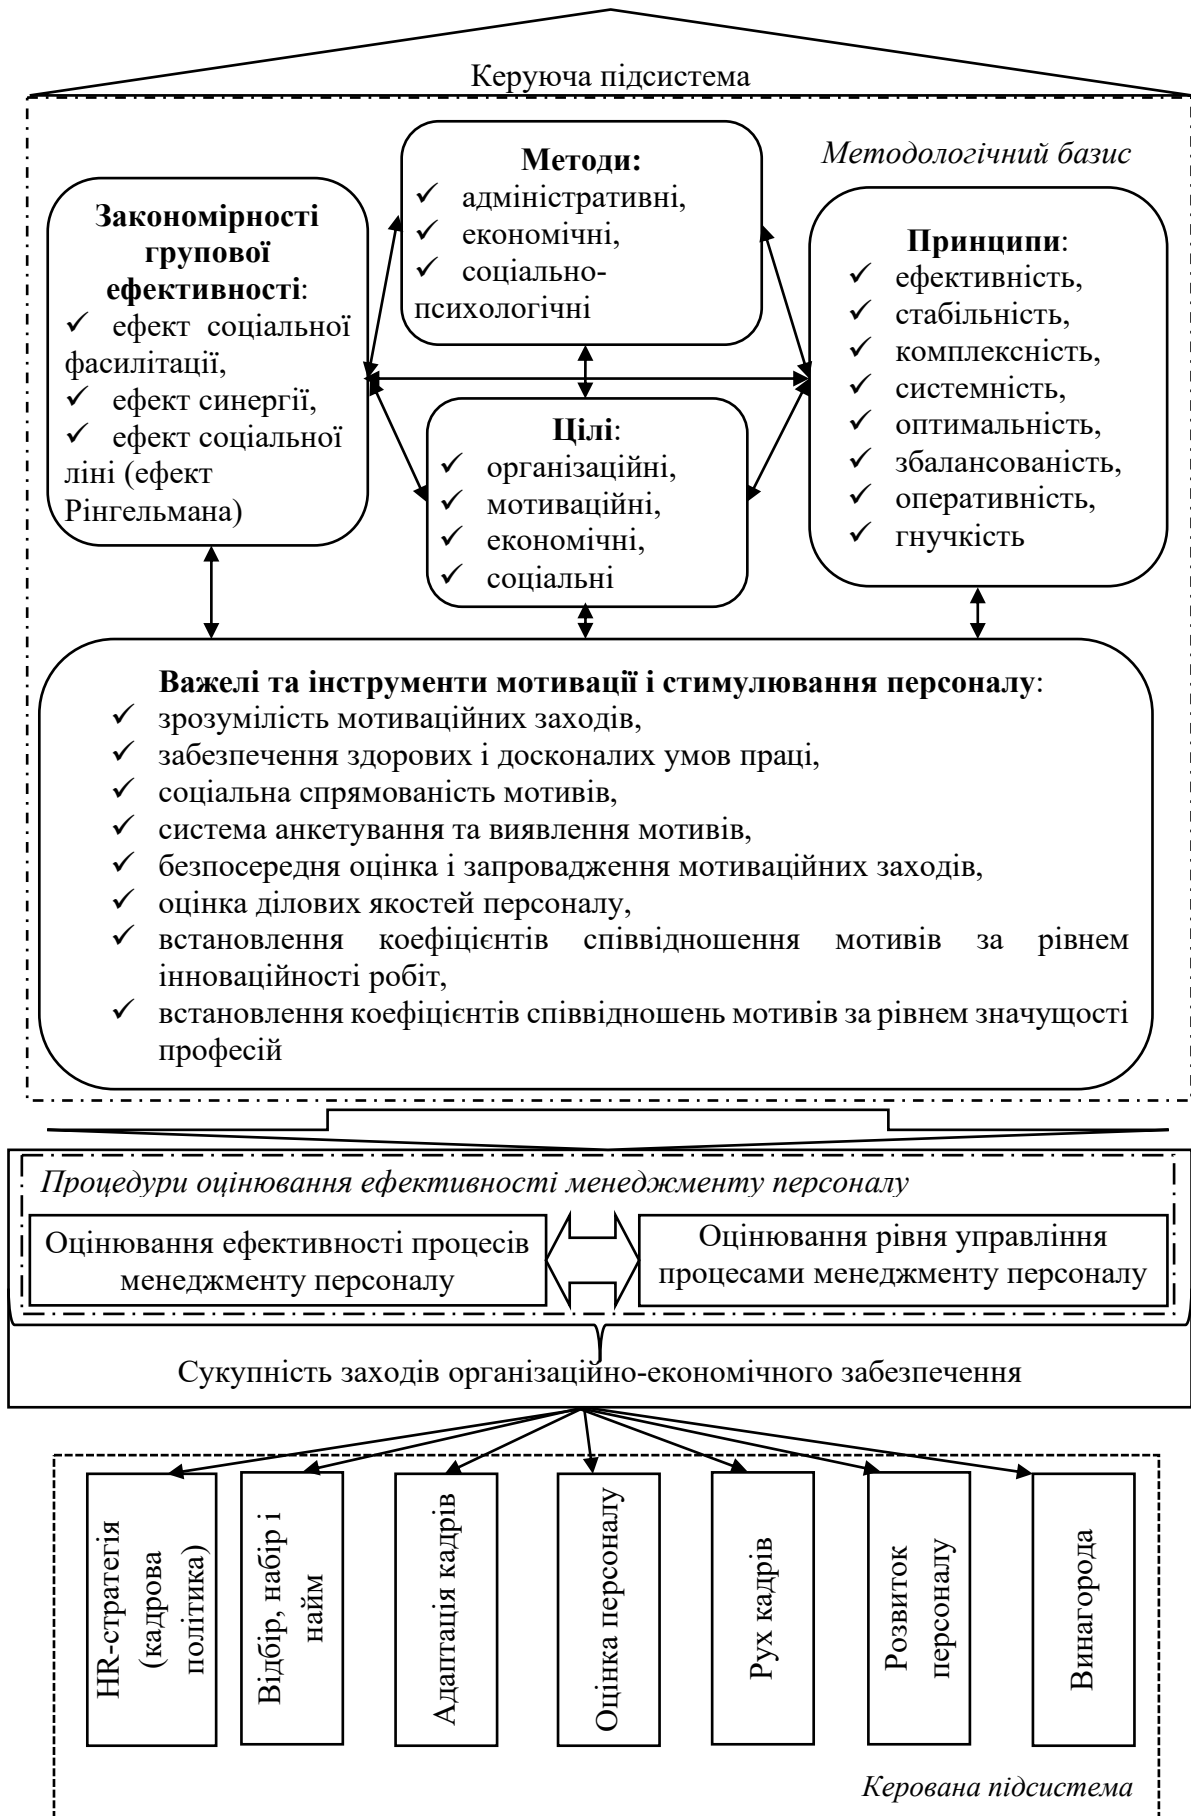 Керуюча підсистема
Методологічний базис
Закономірності
групової
ефективності:
✓ ефект соціальної
фасилітації,
✓ ефект синергії,
✓ ефект соціальної
ліні (ефект
Рінгельмана)
Методи:
✓ адміністративні,
✓ економічні,
✓ соціально-
психологічні
Цілі:
✓ організаційні,
✓ мотиваційні,
✓ економічні,
✓ соціальні
Принципи:
✓ ефективність,
✓ стабільність,
✓ комплексність,
✓ системність,
✓ оптимальність,
✓ збалансованість,
✓ оперативність,
✓ гнучкість
Важелі та інструменти мотивації і стимулювання персоналу:
✓ зрозумілість мотиваційних заходів,
✓ забезпечення здорових і досконалих умов праці,
✓ соціальна спрямованість мотивів,
✓ система анкетування та виявлення мотивів,
✓ безпосередня оцінка і запровадження мотиваційних заходів,
✓ оцінка ділових якостей персоналу,
✓ встановлення коефіцієнтів співвідношення мотивів за рівнем
інноваційності робіт,
✓ встановлення коефіцієнтів співвідношень мотивів за рівнем значущості
професій
Процедури оцінювання ефективності менеджменту персоналу
Оцінювання ефективності процесів
менеджменту персоналу
Оцінювання рівня управління
процесами менеджменту персоналу
Сукупність заходів організаційно-економічного забезпечення
HR-стратегія
(кадрова
політика)
Відбір, набір і
найм
Адаптація кадрів
Оцінка персоналу
Рух кадрів
Розвиток
персоналу
Винагорода
Керована підсистема